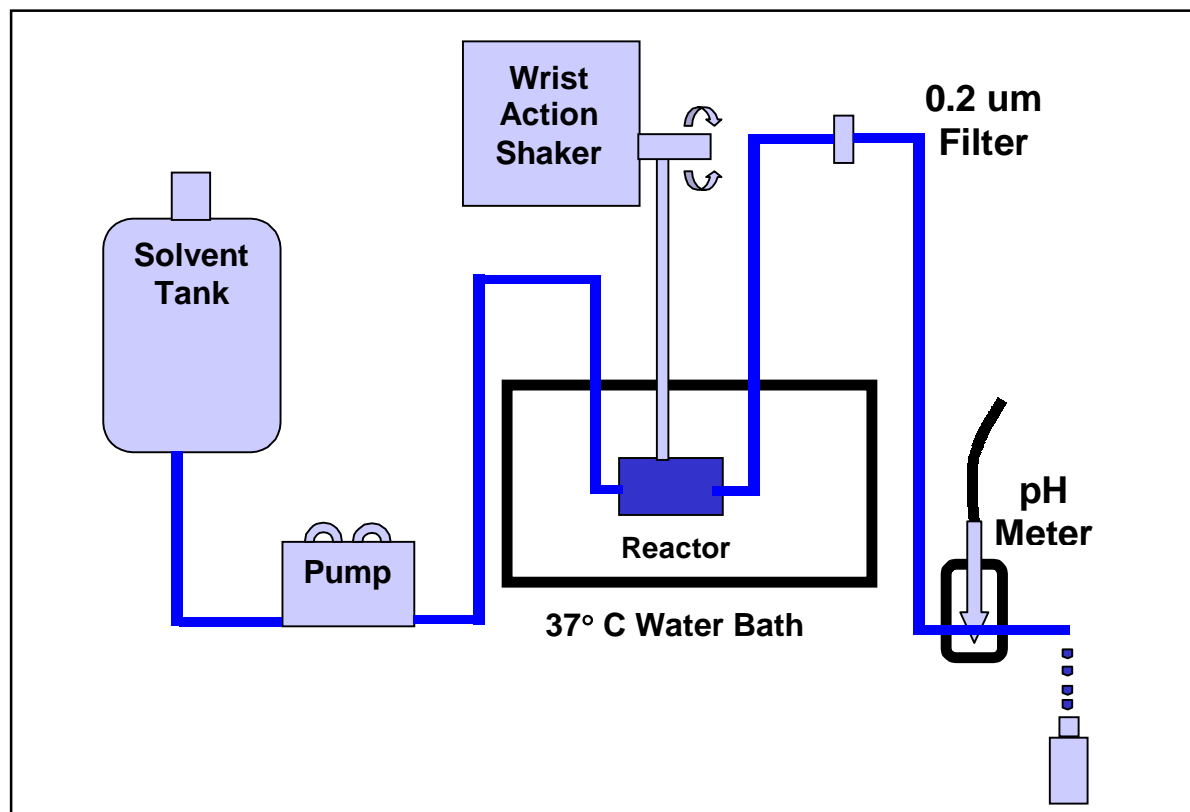 Wrist
Action
Shaker
0.2 um
Filter
Solvent
Tank
Pump
Reactor
37° C Water Bath
pH
Meter